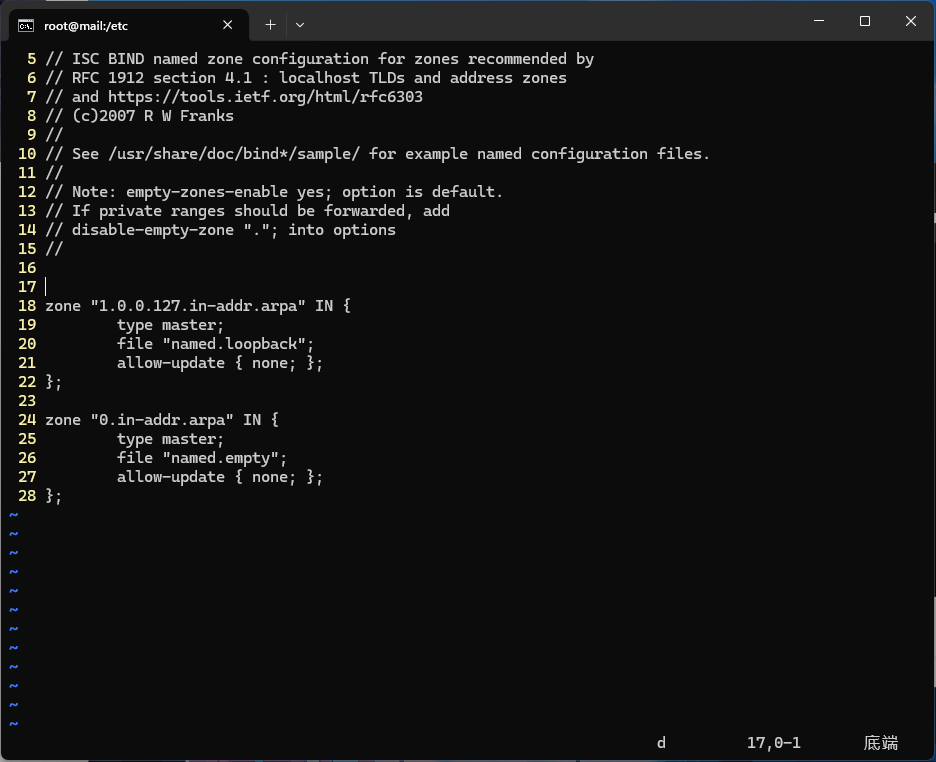 root@mail:/etc
5 // ISC BIND named zone configuration for zones recommended by
6 // RFC 1912 section 4.1 : localhost TLDs and address zones
7 // and https://tools.ietf.org/html/rfc6303
8 // (c)2007 R W Franks
9 //
10 // See /usr/share/doc/bind*/sample/ for example named configuration files.
11 //
12 // Note: empty-zones-enable yes; option is default.
13 // If private ranges should be forwarded, add
14 // disable-empty-zone "."; into options
15 //
16
17
18 zone "1.0.0.127.in-addr.arpa" IN {
19         type master;
20         file "named.loopback";
21         allow-update { none; };
22 };
23
24 zone "0.in-addr.arpa" IN {
25         type master;
26         file "named.empty";
27         allow-update { none; };
28 };
~
~
~
~
~
~
~
~
~
~
~
~
d 17,0-1 底端